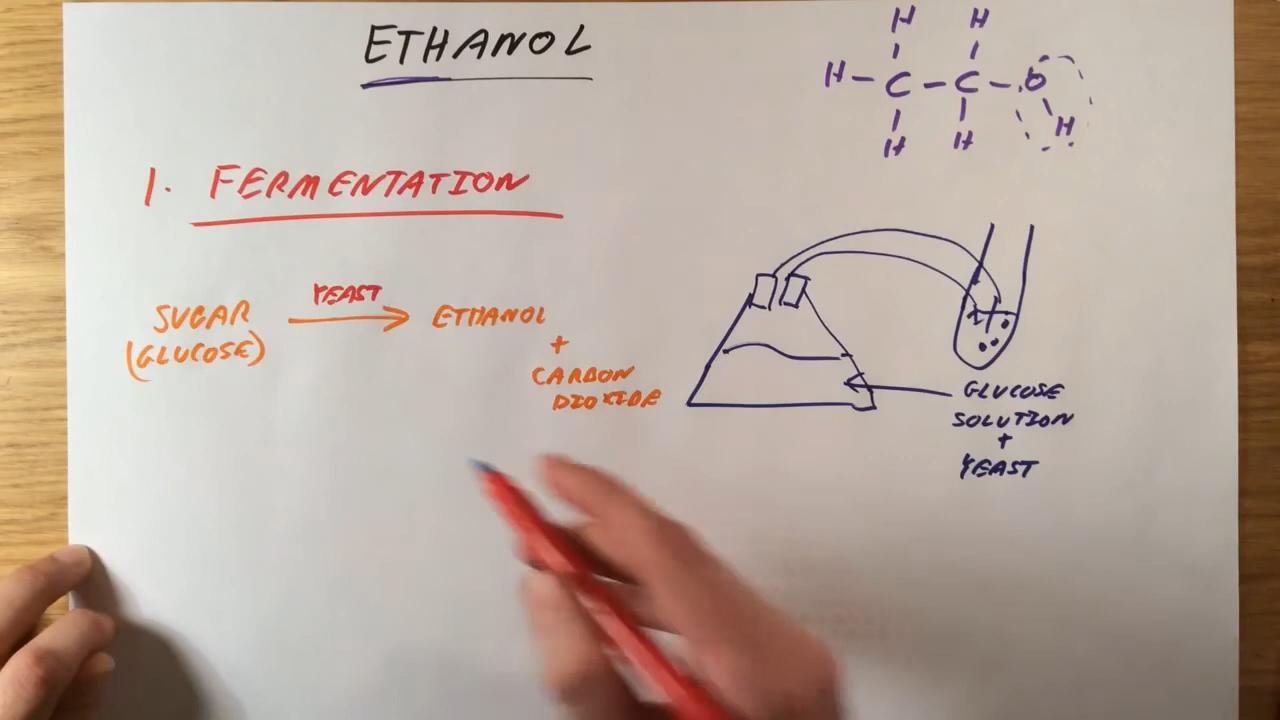 ETHANOL
H H
H - C - C - O
H H H
1. FERMENTATION
YEAST
SUGAR → ETHANOL
(GLUCOSE)
+
CARBON
DIOXIDE
GLUCOSE
SOLUTION
+
YEAST